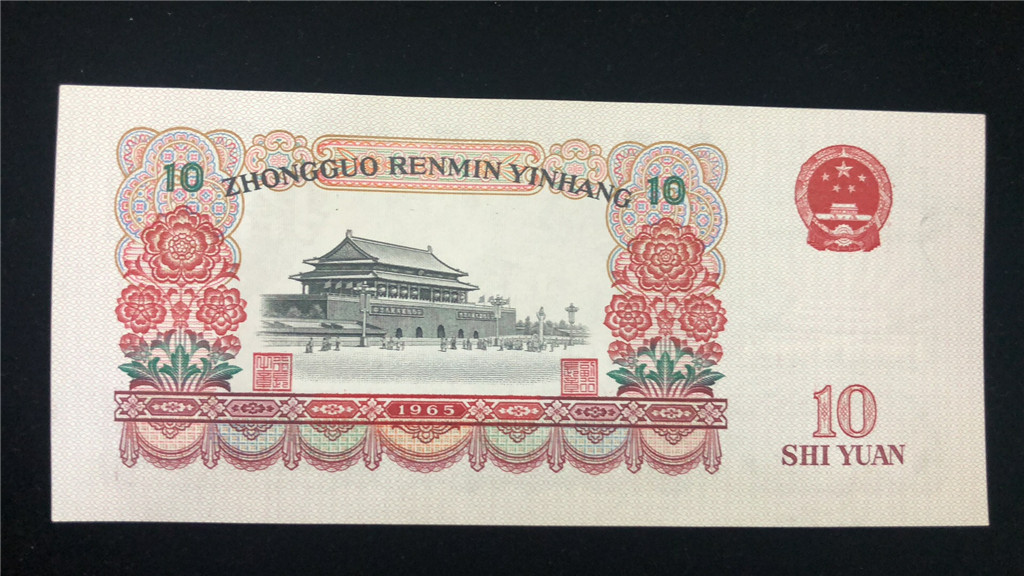 10 ZHONGGUO RENMIN YINHANG 10
1965
10
SHI YUAN